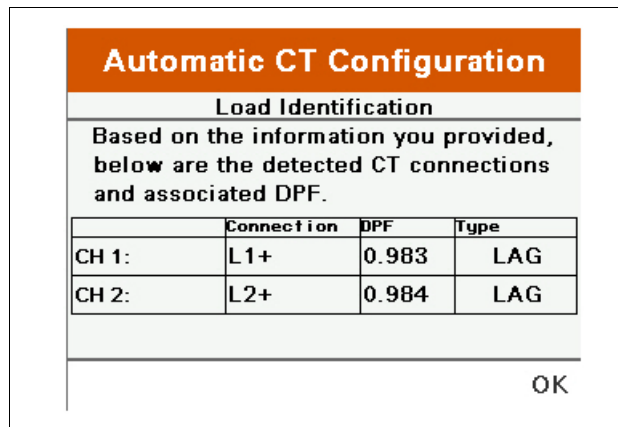 Automatic CT Configuration
Load Identification
Based on the information you provided,
below are the detected CT connections
and associated DPF.
Connection DPF Type
CH 1: L1+ 0.983 LAG
CH 2: L2+ 0.984 LAG
OK